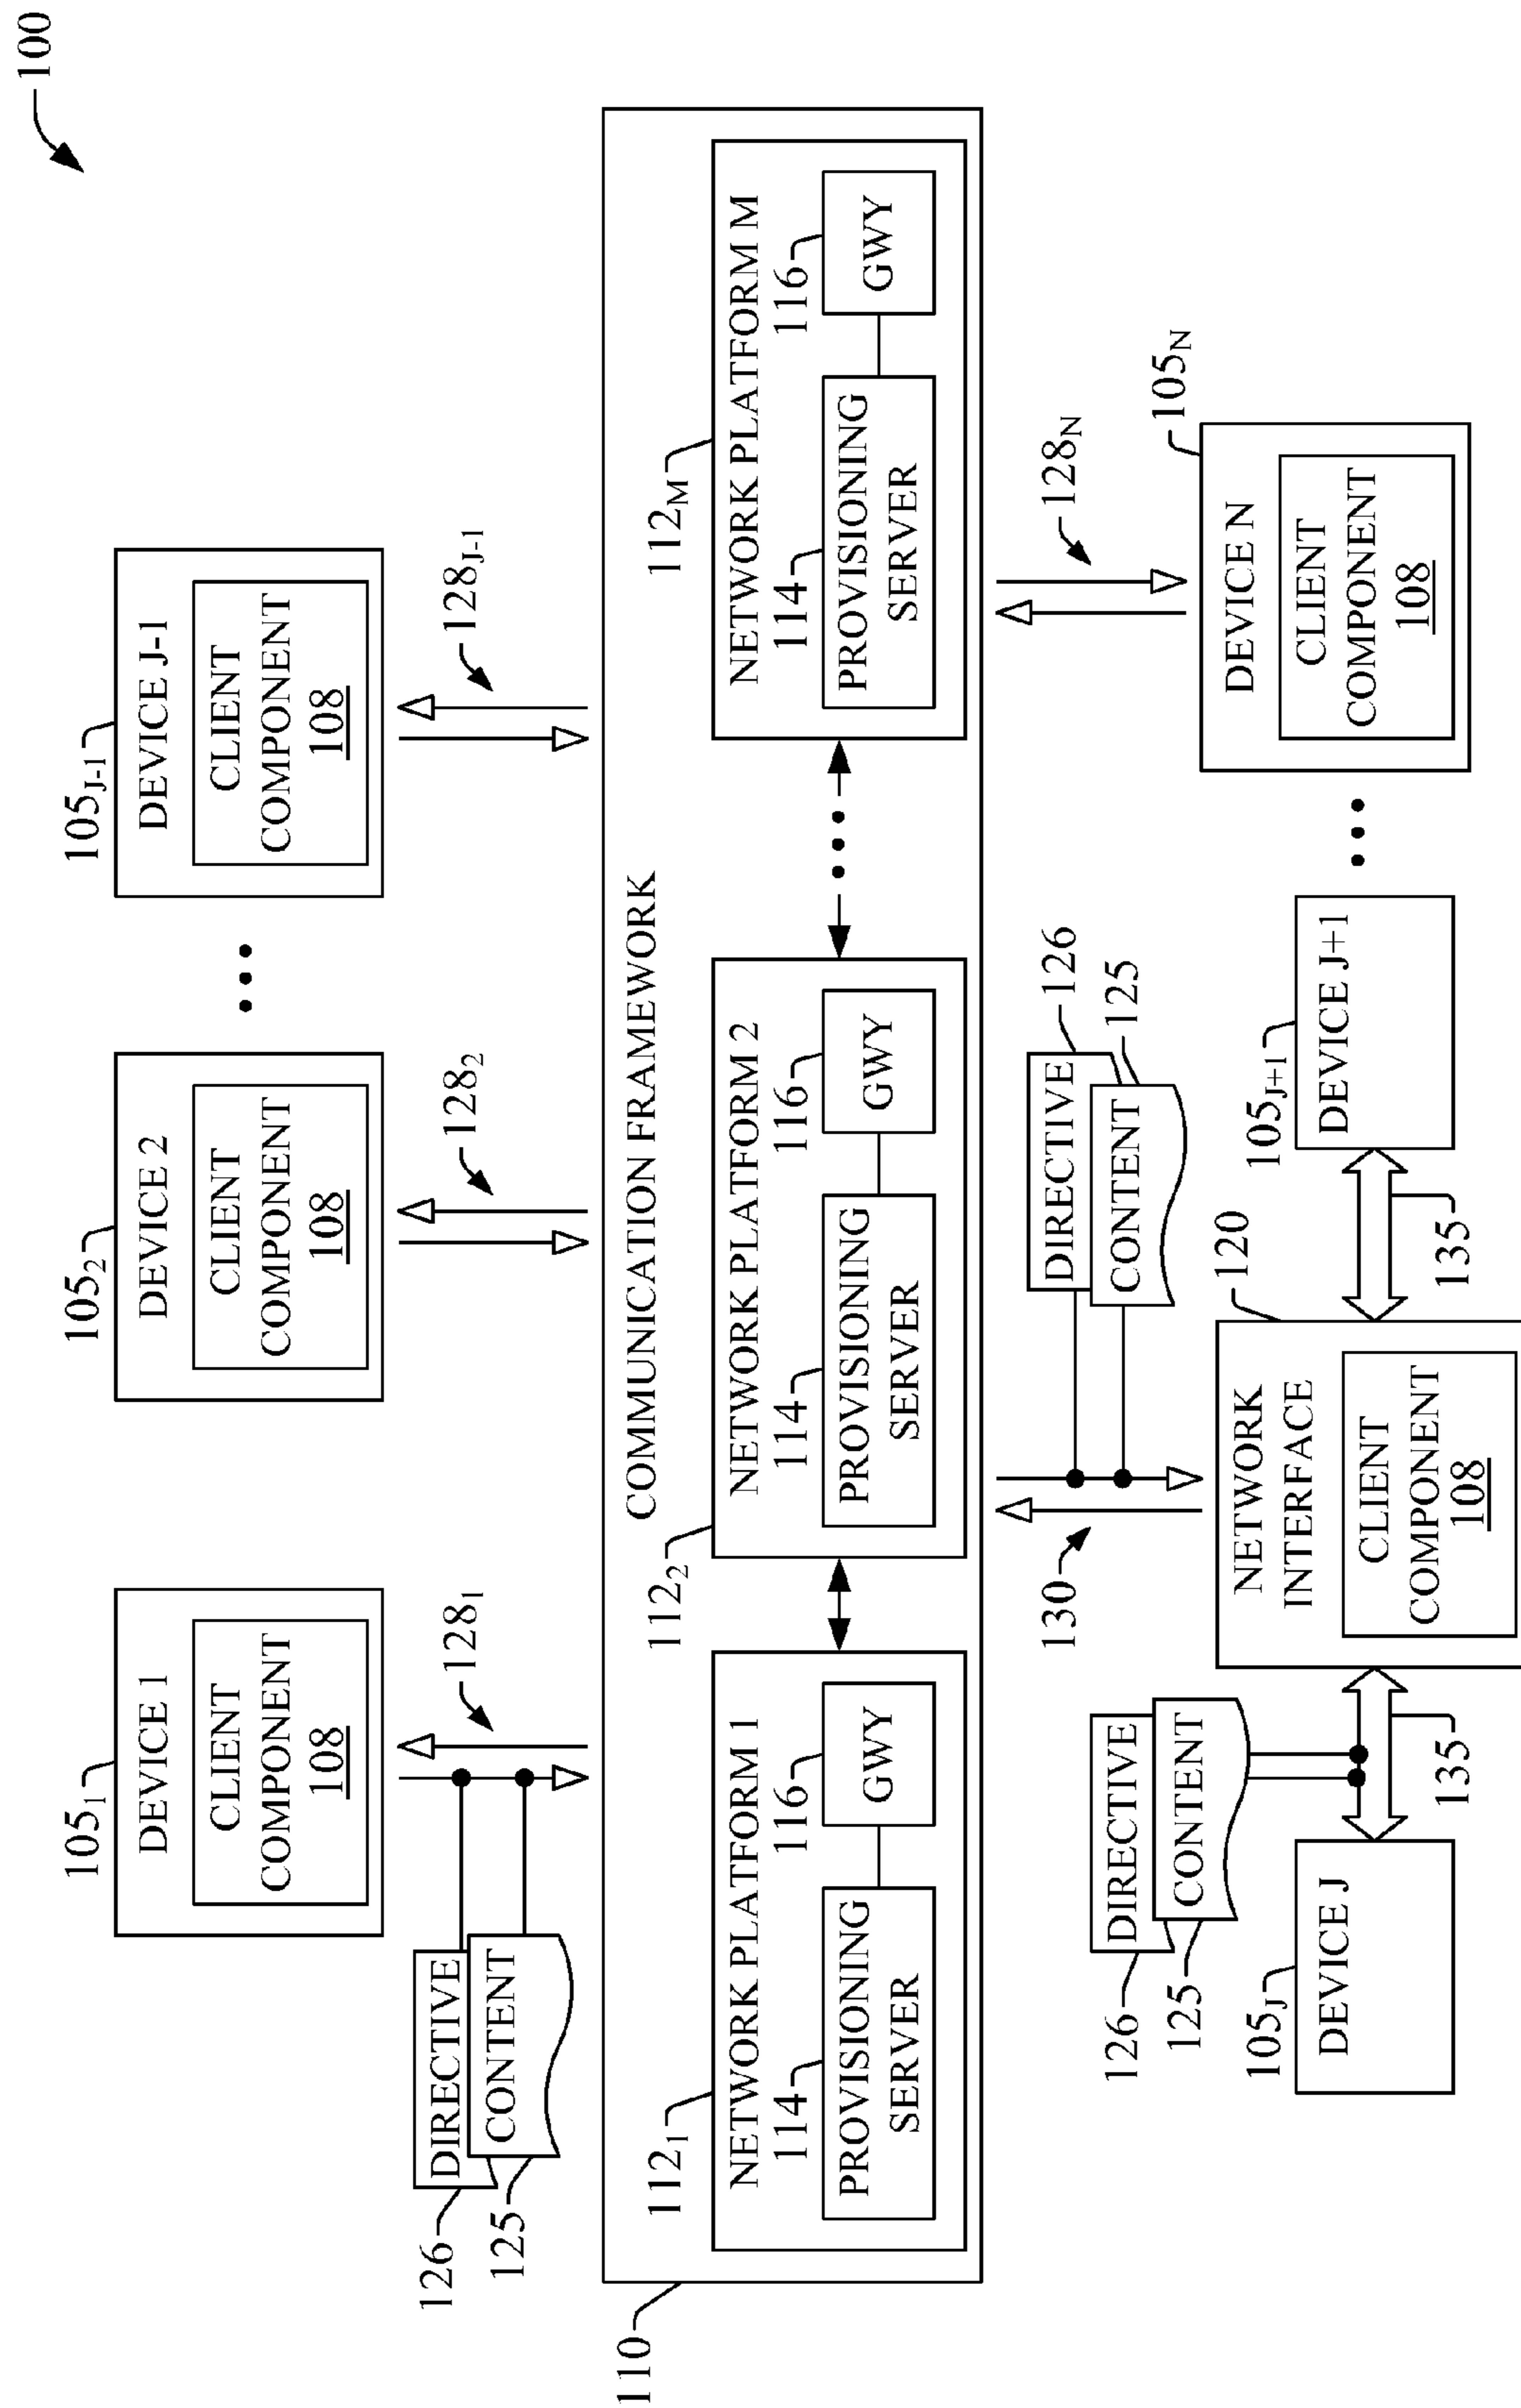 100
105J-1
DEVICE J-1
CLIENT
COMPONENT
108
128J-1
105₂
DEVICE 2
CLIENT
COMPONENT
108
128₂
105₁
DEVICE 1
CLIENT
COMPONENT
108
128₁
DIRECTIVE
CONTENT
126
125
110
COMMUNICATION FRAMEWORK
112₁
NETWORK PLATFORM 1
114
116
PROVISIONING
SERVER
GWY
112₂
NETWORK PLATFORM 2
114
116
PROVISIONING
SERVER
GWY
112M
NETWORK PLATFORM M
114
116
PROVISIONING
SERVER
GWY
130
DIRECTIVE
CONTENT
126
125
128N
DIRECTIVE
CONTENT
126
125
105J
DEVICE J
135
120
NETWORK
INTERFACE
CLIENT
COMPONENT
108
135
105J+1
DEVICE J+1
105N
DEVICE N
CLIENT
COMPONENT
108